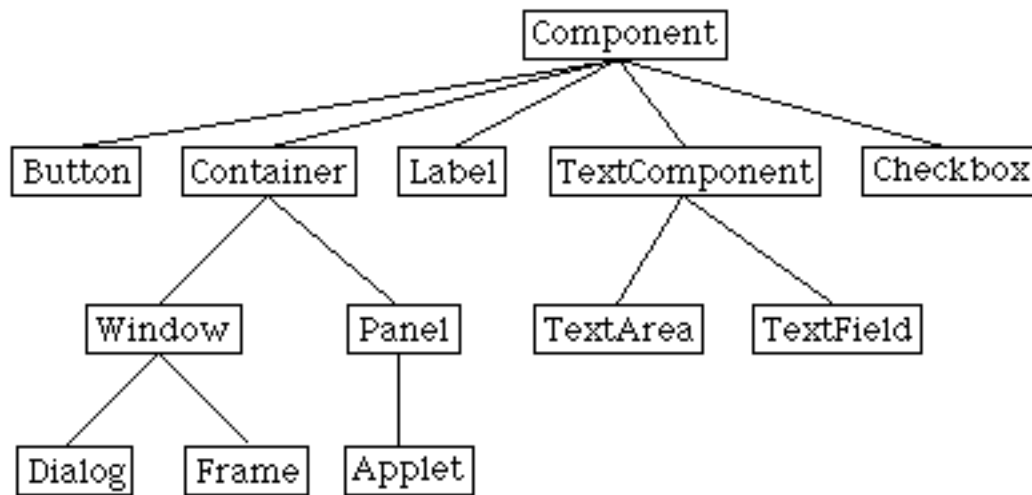 Component
Button Container Label TextComponent Checkbox
Window Panel TextArea TextField
Dialog Frame Applet